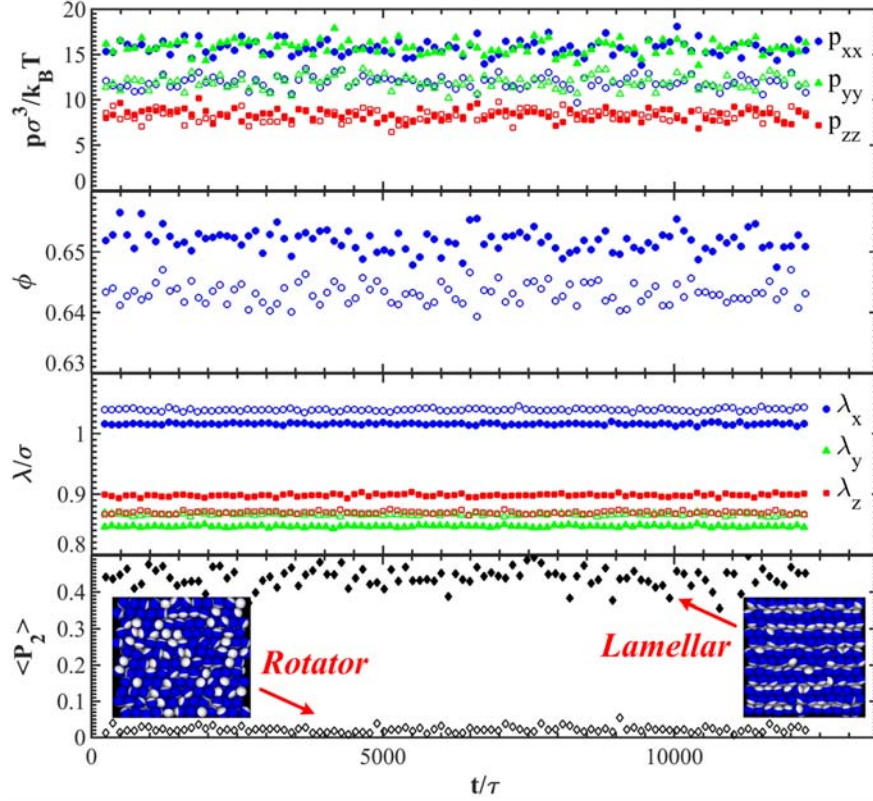 20
15
10
5
0
pσ³/k_BT
p_xx
p_yy
p_zz
0.65
0.64
0.63
ϕ
1
0.9
0.8
λ/σ
λ_x
λ_y
λ_z
0.4
0.3
0.2
0.1
0
<P₂>
Rotator
Lamellar
0 5000 10000
t/τ